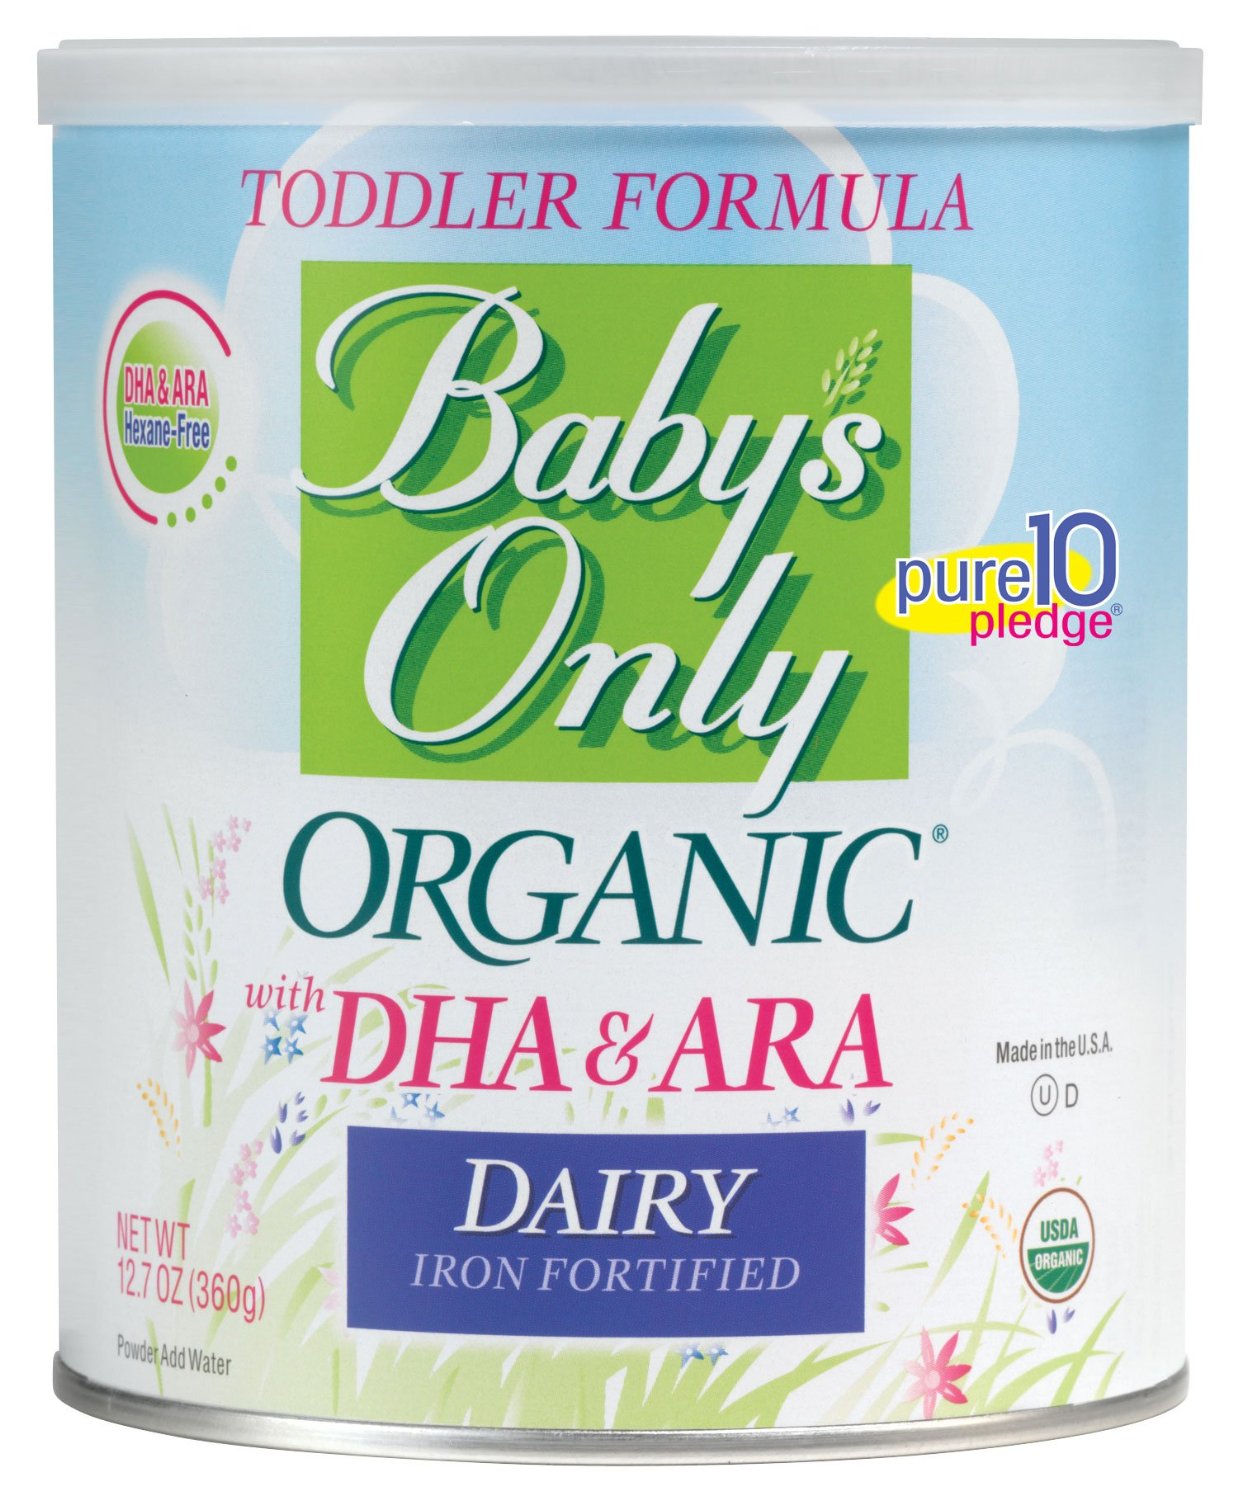 TODDLER FORMULA
DHA & ARA
Hexane-Free
Baby's
Only
pure10
pledge®
ORGANIC®
with DHA & ARA
Made in the U.S.A.
U D
DAIRY
IRON FORTIFIED
NET WT
12.7 OZ (360g)
Powder Add Water
USDA
ORGANIC